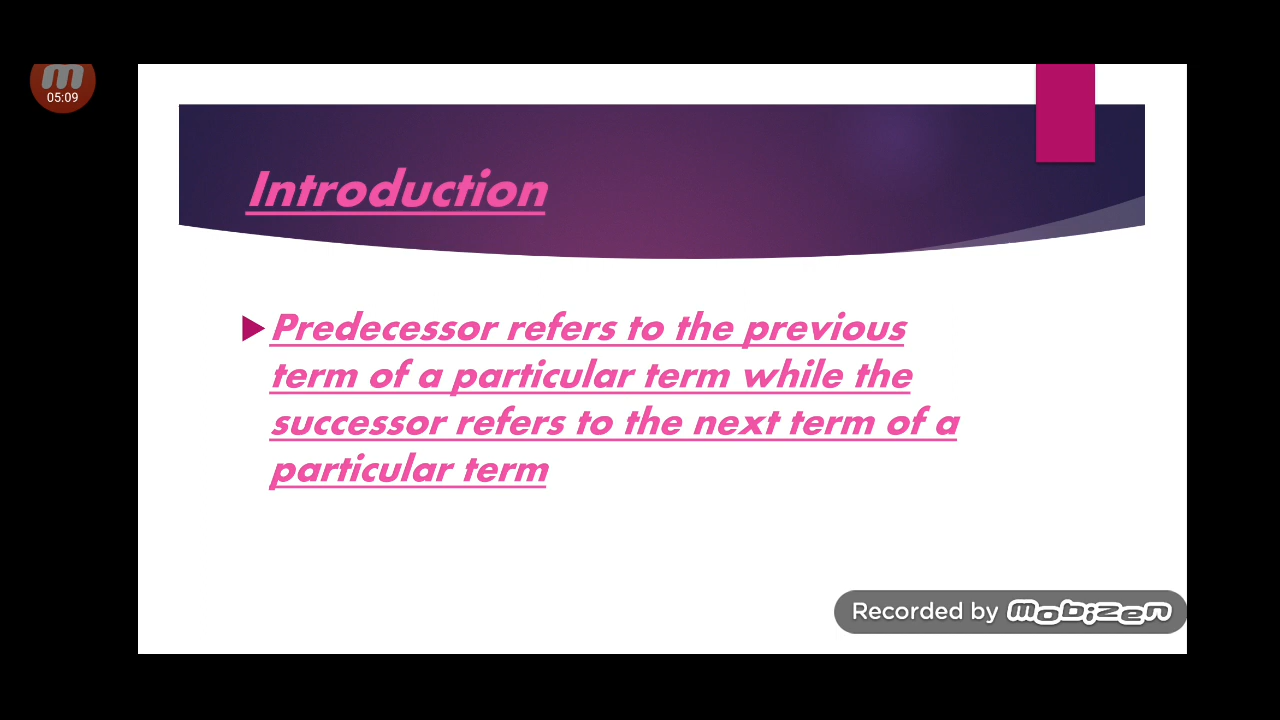 05:09
Introduction
Predecessor refers to the previous
term of a particular term while the
successor refers to the next term of a
particular term
Recorded by mobizen